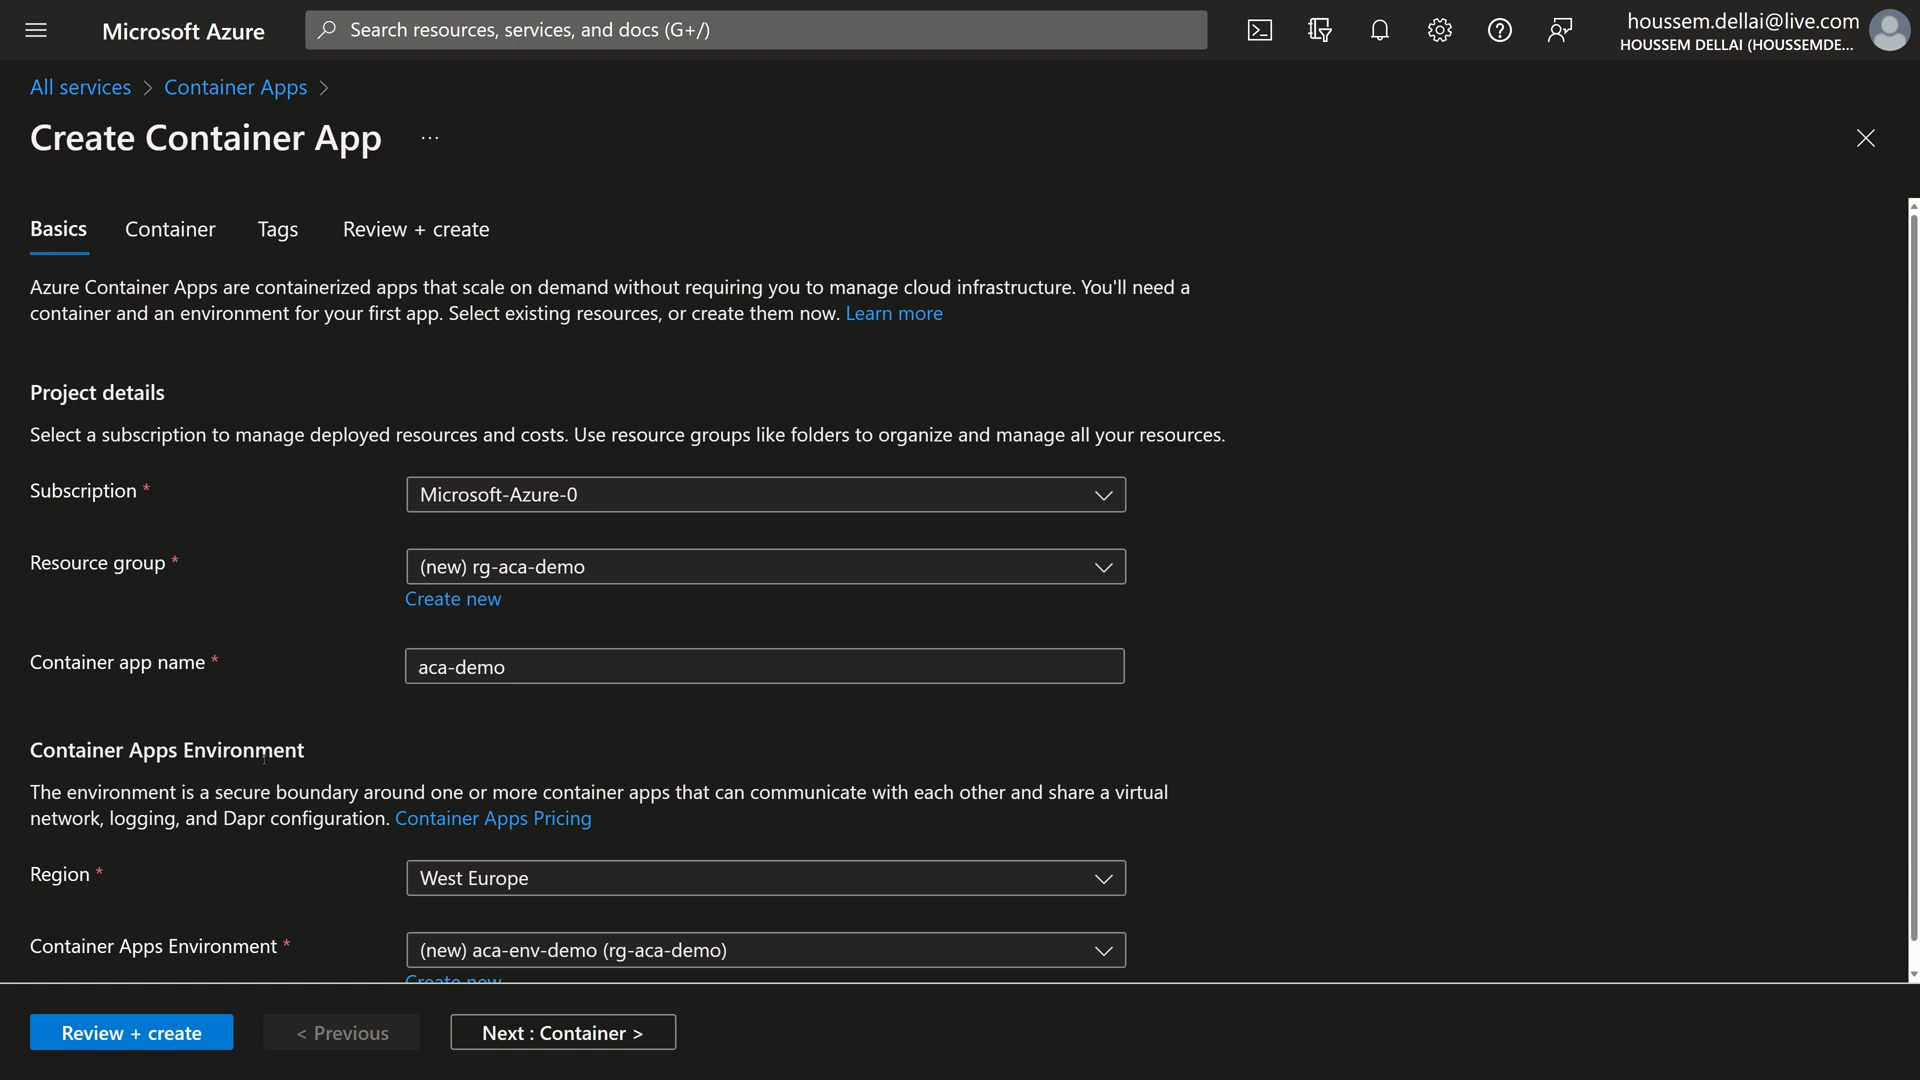 Microsoft Azure
Search resources, services, and docs (G+/)
houssem.dellai@live.com
HOUSSEM DELLAI (HOUSSEMDE...
All services > Container Apps >
Create Container App ...
Basics Container Tags Review + create
Azure Container Apps are containerized apps that scale on demand without requiring you to manage cloud infrastructure. You'll need a
container and an environment for your first app. Select existing resources, or create them now. Learn more
Project details
Select a subscription to manage deployed resources and costs. Use resource groups like folders to organize and manage all your resources.
Subscription *
Microsoft-Azure-0
Resource group *
(new) rg-aca-demo
Create new
Container app name *
aca-demo
Container Apps Environment
The environment is a secure boundary around one or more container apps that can communicate with each other and share a virtual
network, logging, and Dapr configuration. Container Apps Pricing
Region *
West Europe
Container Apps Environment *
(new) aca-env-demo (rg-aca-demo)
Create new
Review + create
< Previous
Next : Container >